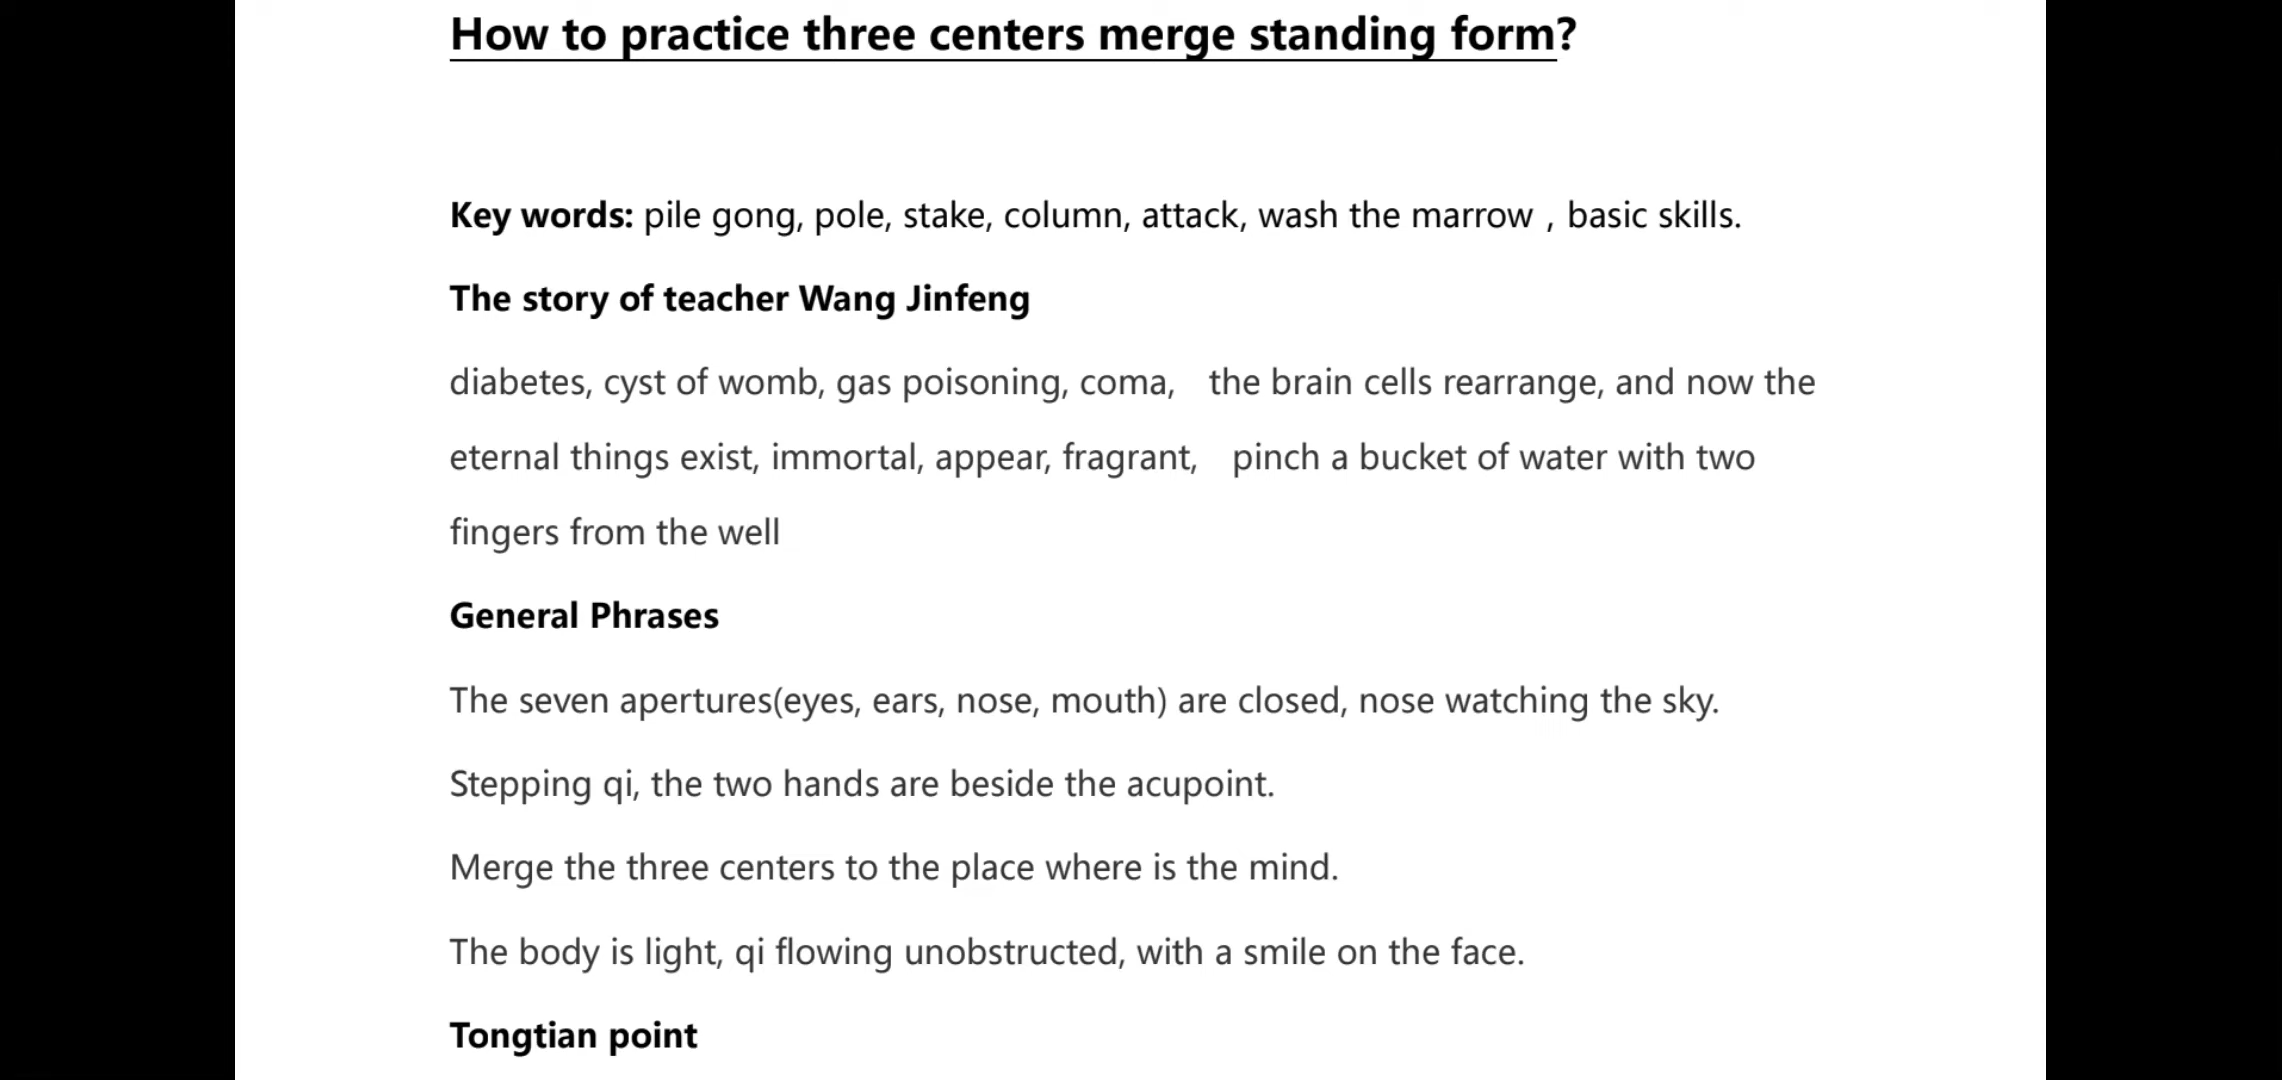 How to practice three centers merge standing form?
Key words: pile gong, pole, stake, column, attack, wash the marrow , basic skills.
The story of teacher Wang Jinfeng
diabetes, cyst of womb, gas poisoning, coma, the brain cells rearrange, and now the
eternal things exist, immortal, appear, fragrant, pinch a bucket of water with two
fingers from the well
General Phrases
The seven apertures(eyes, ears, nose, mouth) are closed, nose watching the sky.
Stepping qi, the two hands are beside the acupoint.
Merge the three centers to the place where is the mind.
The body is light, qi flowing unobstructed, with a smile on the face.
Tongtian point